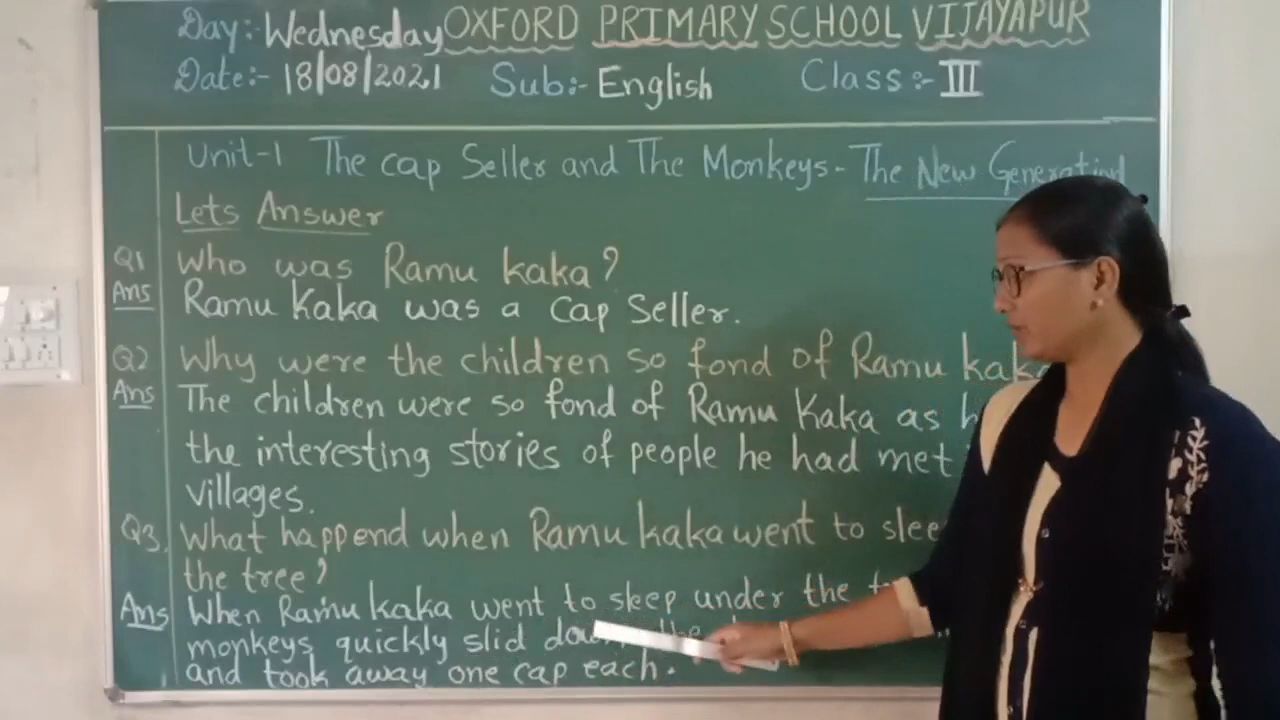 Day:- Wednesday OXFORD PRIMARY SCHOOL VIJAYAPUR
Date:- 18/08/2021 Sub:- English Class:- III
Unit-1 The cap Seller and The Monkeys - The New Generation
Lets Answer
Q1 Who was Ramu kaka?
Ans Ramu Kaka was a cap Seller.
Q2 Why were the children so fond of Ramu kaka
Ans The children were so fond of Ramu Kaka as
the interesting stories of people he had met
villages.
Q3. What happend when Ramu kaka went to
the tree?
Ans When Ramu kaka went to sleep under the
monkeys quickly slid down the
and took away one cap each.